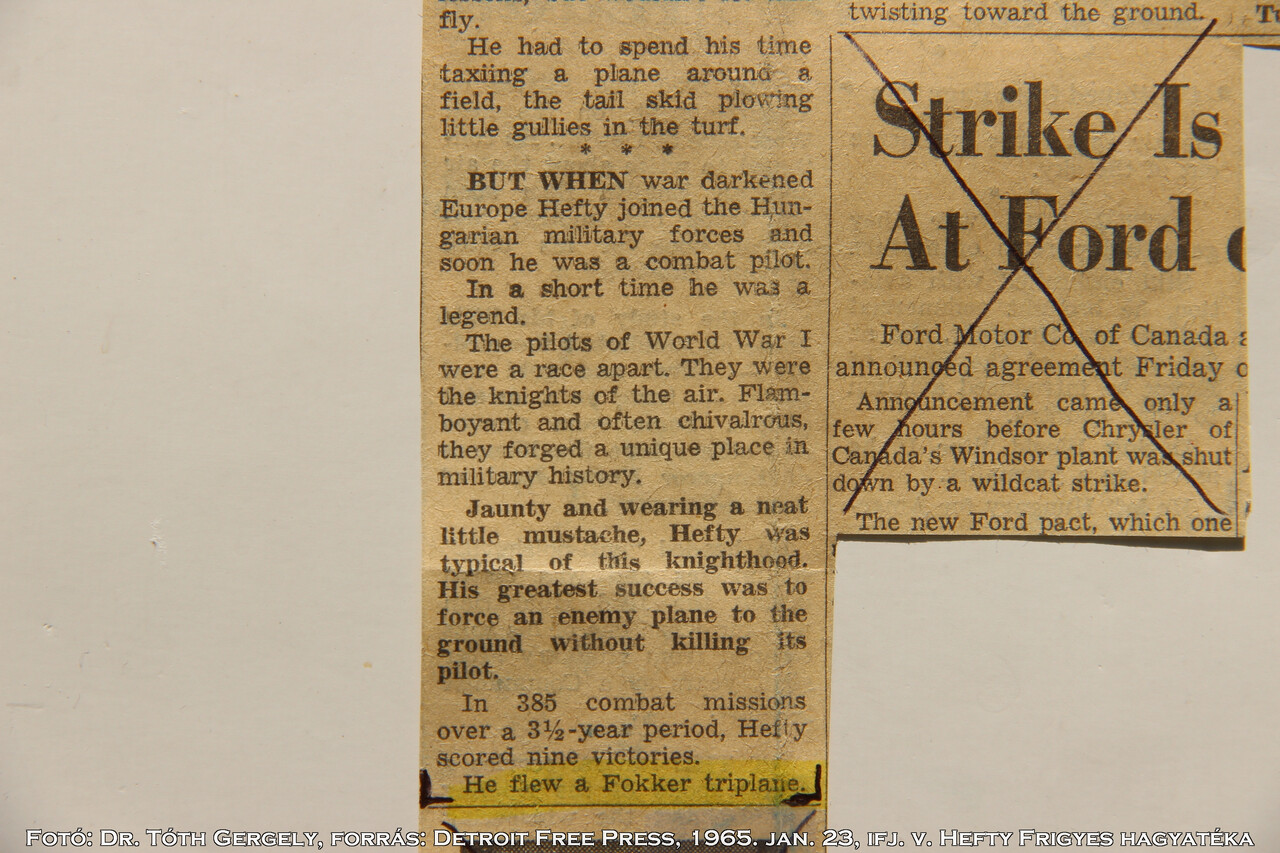 fly.
He had to spend his time
taxiing a plane around a
field, the tail skid plowing
little gullies in the turf.
* * *
BUT WHEN war darkened
Europe Hefty joined the Hun-
garian military forces and
soon he was a combat pilot.
In a short time he was a
legend.
The pilots of World War I
were a race apart. They were
the knights of the air. Flam-
boyant and often chivalrous,
they forged a unique place in
military history.
Jaunty and wearing a neat
little mustache, Hefty was
typical of this knighthood.
His greatest success was to
force an enemy plane to the
ground without killing its
pilot.
In 385 combat missions
over a 3½-year period, Hefty
scored nine victories.
He flew a Fokker triplane.
twisting toward the ground.
Strike Is
At Ford
Ford Motor Co. of Canada
announced agreement Friday
Announcement came only a
few hours before Chrysler of
Canada's Windsor plant was shut
down by a wildcat strike.
The new Ford pact, which one
Fotó: Dr. Tóth Gergely, forrás: Detroit Free Press, 1965. jan. 23, ifj. v. Hefty Frigyes hagyatéka